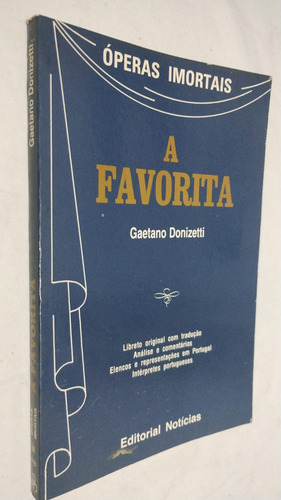 ÓPERAS IMORTAIS
A
FAVORITA
Gaetano Donizetti
Libreto original com tradução
Análise e comentários
Elencos e representações em Portugal
Intérpretes portugueses
Editorial Notícias
Gaetano Donizetti
A FAVORITA